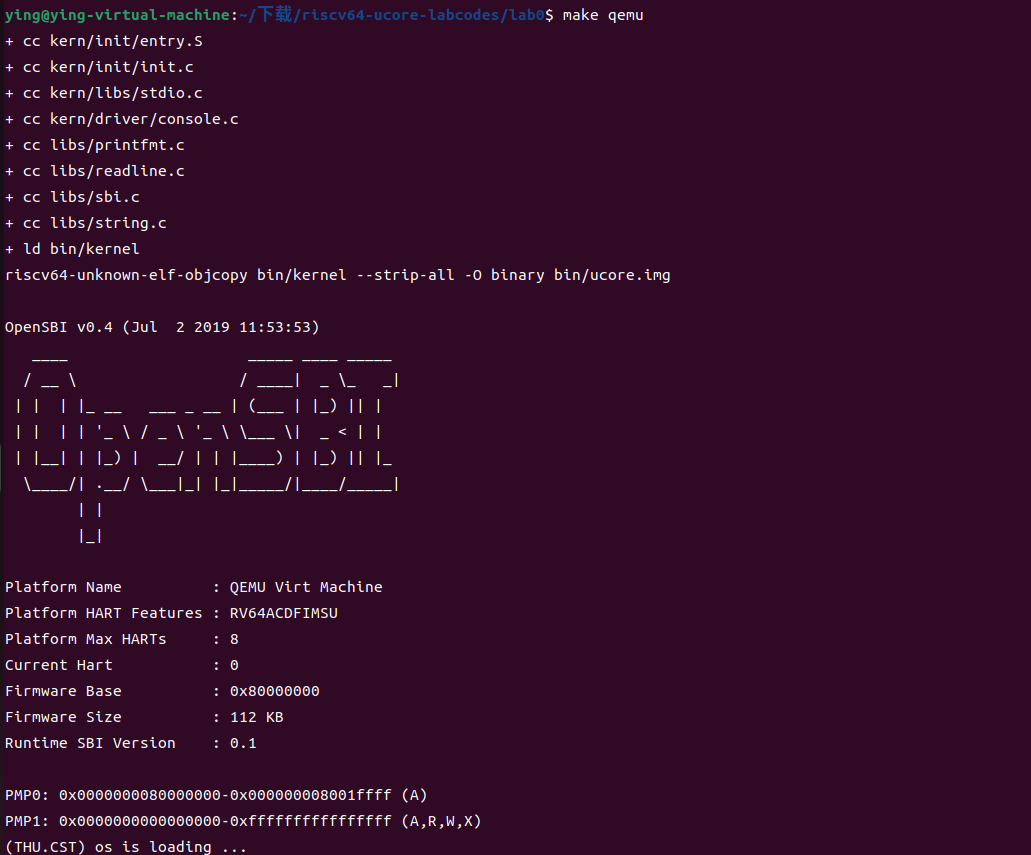 ying@ying-virtual-machine:~/下载/riscv64-ucore-labcodes/lab0$ make qemu
+ cc kern/init/entry.S
+ cc kern/init/init.c
+ cc kern/libs/stdio.c
+ cc kern/driver/console.c
+ cc libs/printfmt.c
+ cc libs/readline.c
+ cc libs/sbi.c
+ cc libs/string.c
+ ld bin/kernel
riscv64-unknown-elf-objcopy bin/kernel --strip-all -O binary bin/ucore.img

OpenSBI v0.4 (Jul  2 2019 11:53:53)
   ____                    _____ ____ _____
  / __ \                  / ____|  _ \_   _|
 | |  | |_ __   ___ _ __ | (___ | |_) || |
 | |  | | '_ \ / _ \ '_ \ \___ \|  _ < | |
 | |__| | |_) |  __/ | | |____) | |_) || |_
  \____/| .__/ \___|_| |_|_____/|____/_____|
        | |
        |_|

Platform Name          : QEMU Virt Machine
Platform HART Features : RV64ACDFIMSU
Platform Max HARTs     : 8
Current Hart           : 0
Firmware Base          : 0x80000000
Firmware Size          : 112 KB
Runtime SBI Version    : 0.1

PMP0: 0x0000000080000000-0x000000008001ffff (A)
PMP1: 0x0000000000000000-0xffffffffffffffff (A,R,W,X)
(THU.CST) os is loading ...